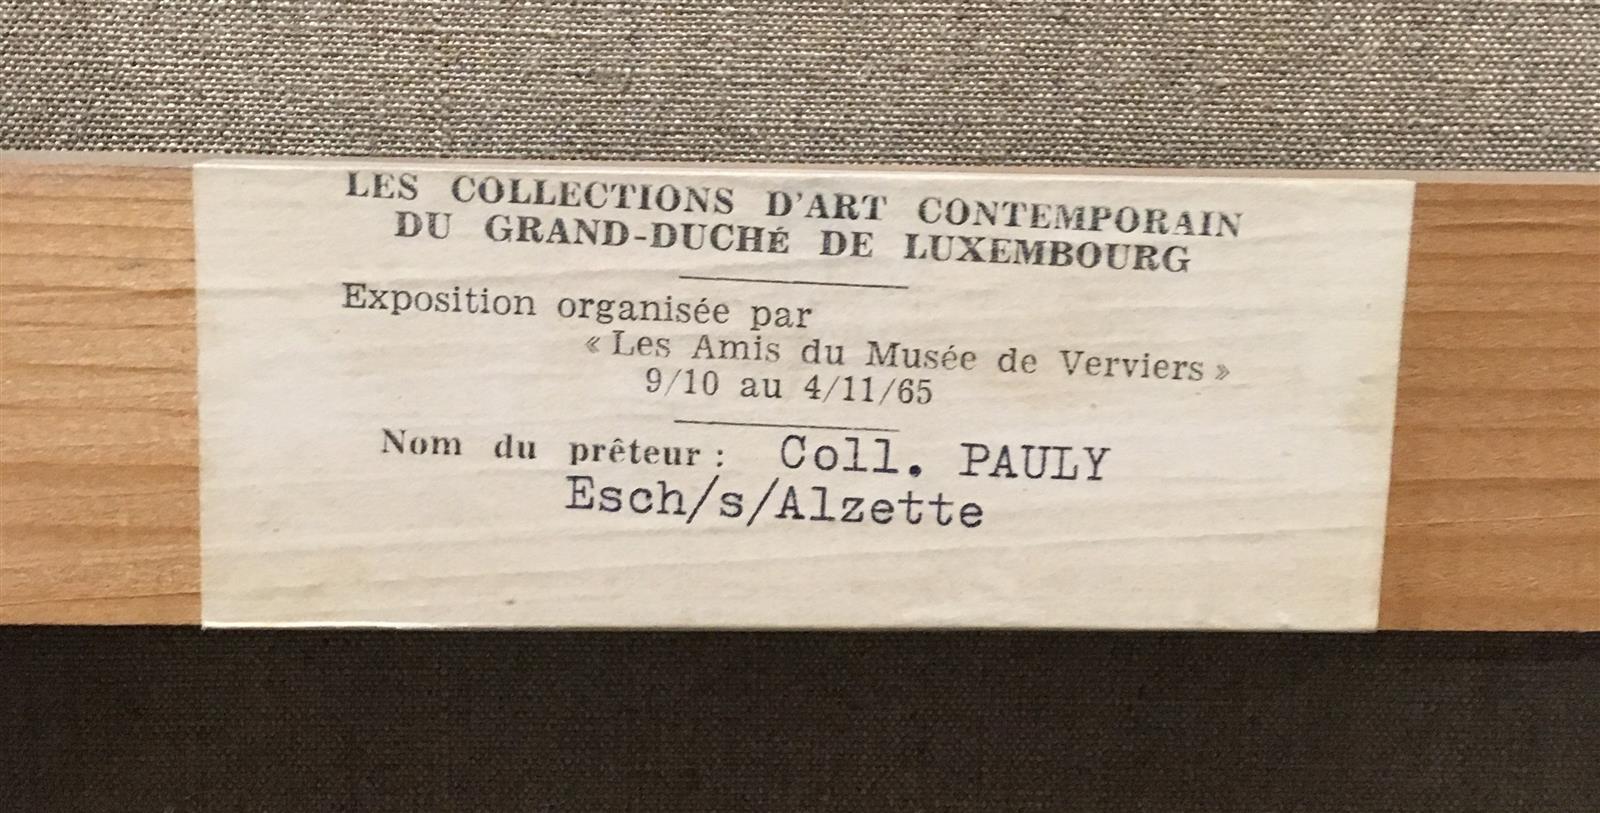 LES COLLECTIONS D'ART CONTEMPORAIN
DU GRAND-DUCHÉ DE LUXEMBOURG
Exposition organisée par
« Les Amis du Musée de Verviers »
9/10 au 4/11/65
Nom du prêteur : Coll. PAULY
Esch/s/Alzette